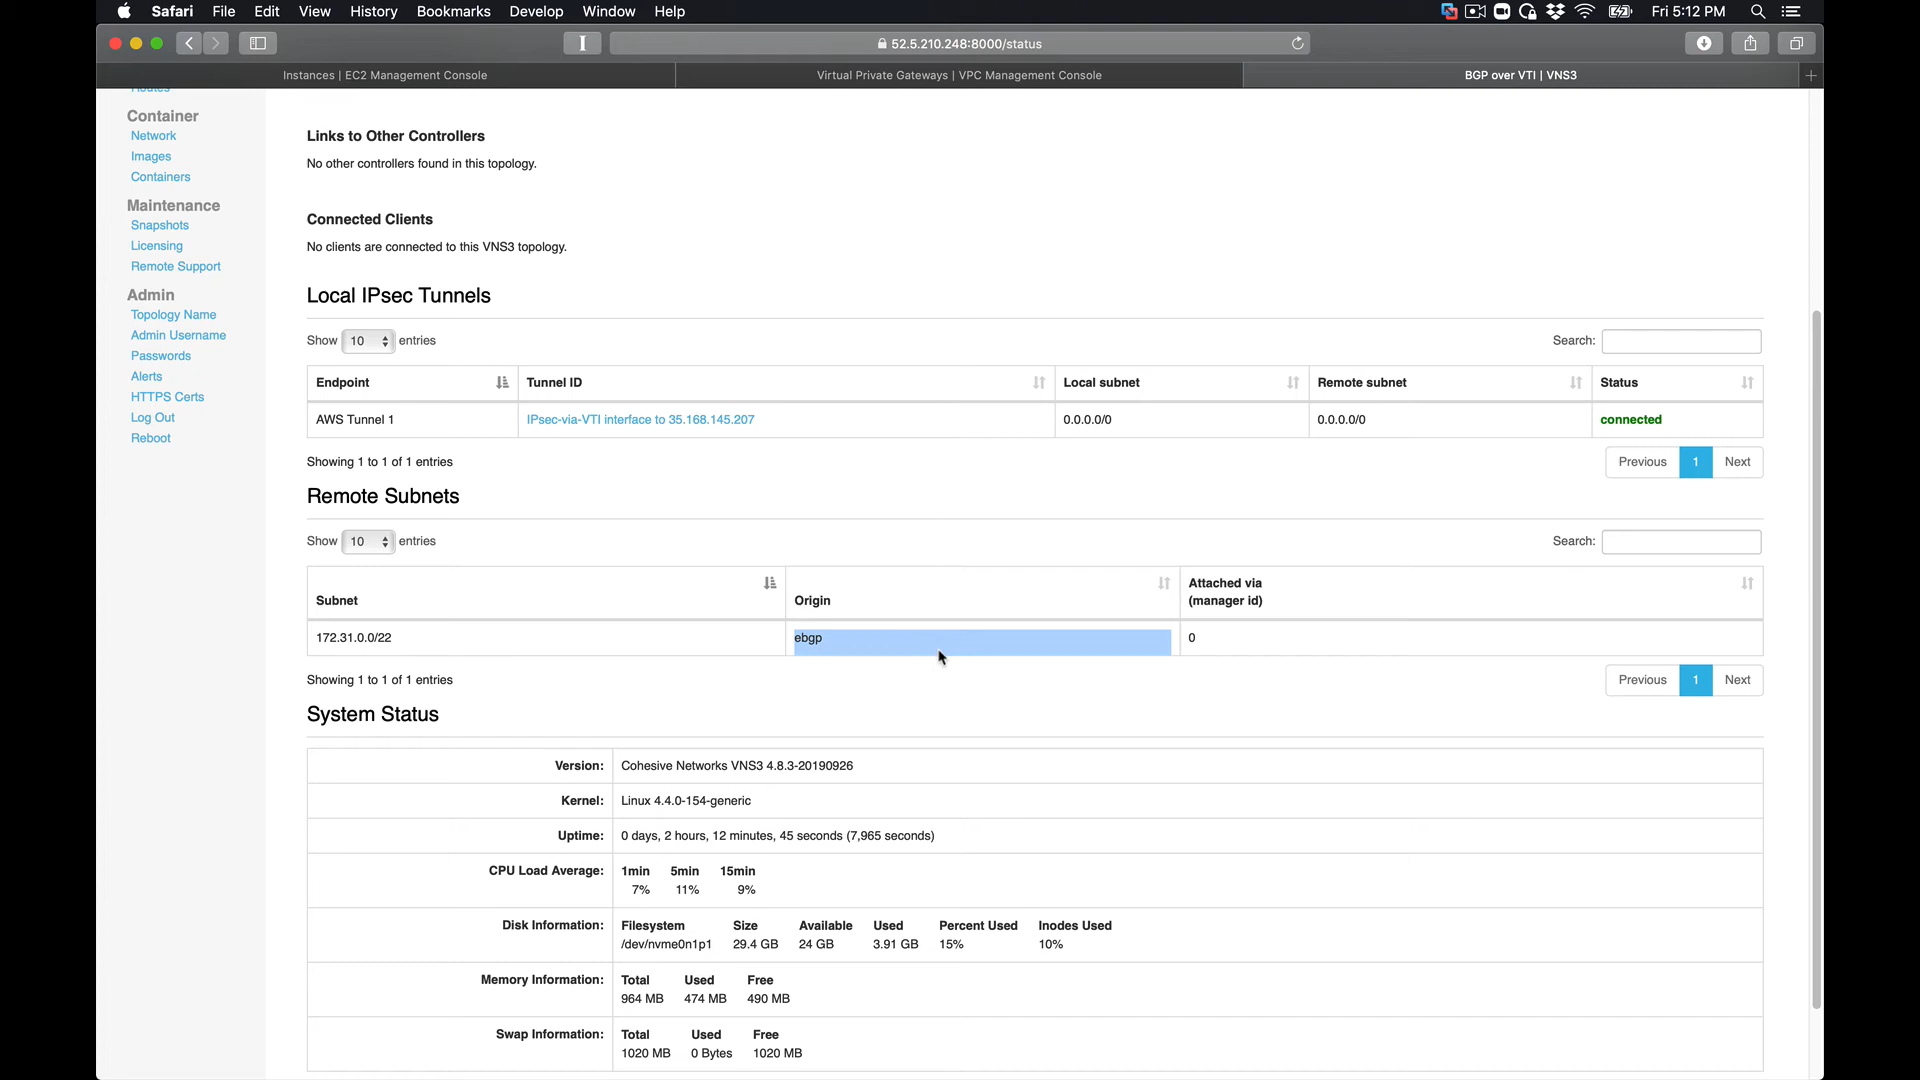 Safari File Edit View History Bookmarks Develop Window Help Fri 5:12 PM
52.5.210.248:8000/status
Instances | EC2 Management Console
Virtual Private Gateways | VPC Management Console
BGP over VTI | VNS3
Routes
Container
Network
Images
Containers
Maintenance
Snapshots
Licensing
Remote Support
Admin
Topology Name
Admin Username
Passwords
Alerts
HTTPS Certs
Log Out
Reboot
Links to Other Controllers
No other controllers found in this topology.
Connected Clients
No clients are connected to this VNS3 topology.
Local IPsec Tunnels
Show 10 entries Search:
Endpoint Tunnel ID Local subnet Remote subnet Status
AWS Tunnel 1 IPsec-via-VTI interface to 35.168.145.207 0.0.0.0/0 0.0.0.0/0 connected
Showing 1 to 1 of 1 entries Previous 1 Next
Remote Subnets
Show 10 entries Search:
Subnet Origin Attached via
(manager id)
172.31.0.0/22 ebgp 0
Showing 1 to 1 of 1 entries Previous 1 Next
System Status
Version: Cohesive Networks VNS3 4.8.3-20190926
Kernel: Linux 4.4.0-154-generic
Uptime: 0 days, 2 hours, 12 minutes, 45 seconds (7,965 seconds)
CPU Load Average: 1min 5min 15min
7% 11% 9%
Disk Information: Filesystem Size Available Used Percent Used Inodes Used
/dev/nvme0n1p1 29.4 GB 24 GB 3.91 GB 15% 10%
Memory Information: Total Used Free
964 MB 474 MB 490 MB
Swap Information: Total Used Free
1020 MB 0 Bytes 1020 MB